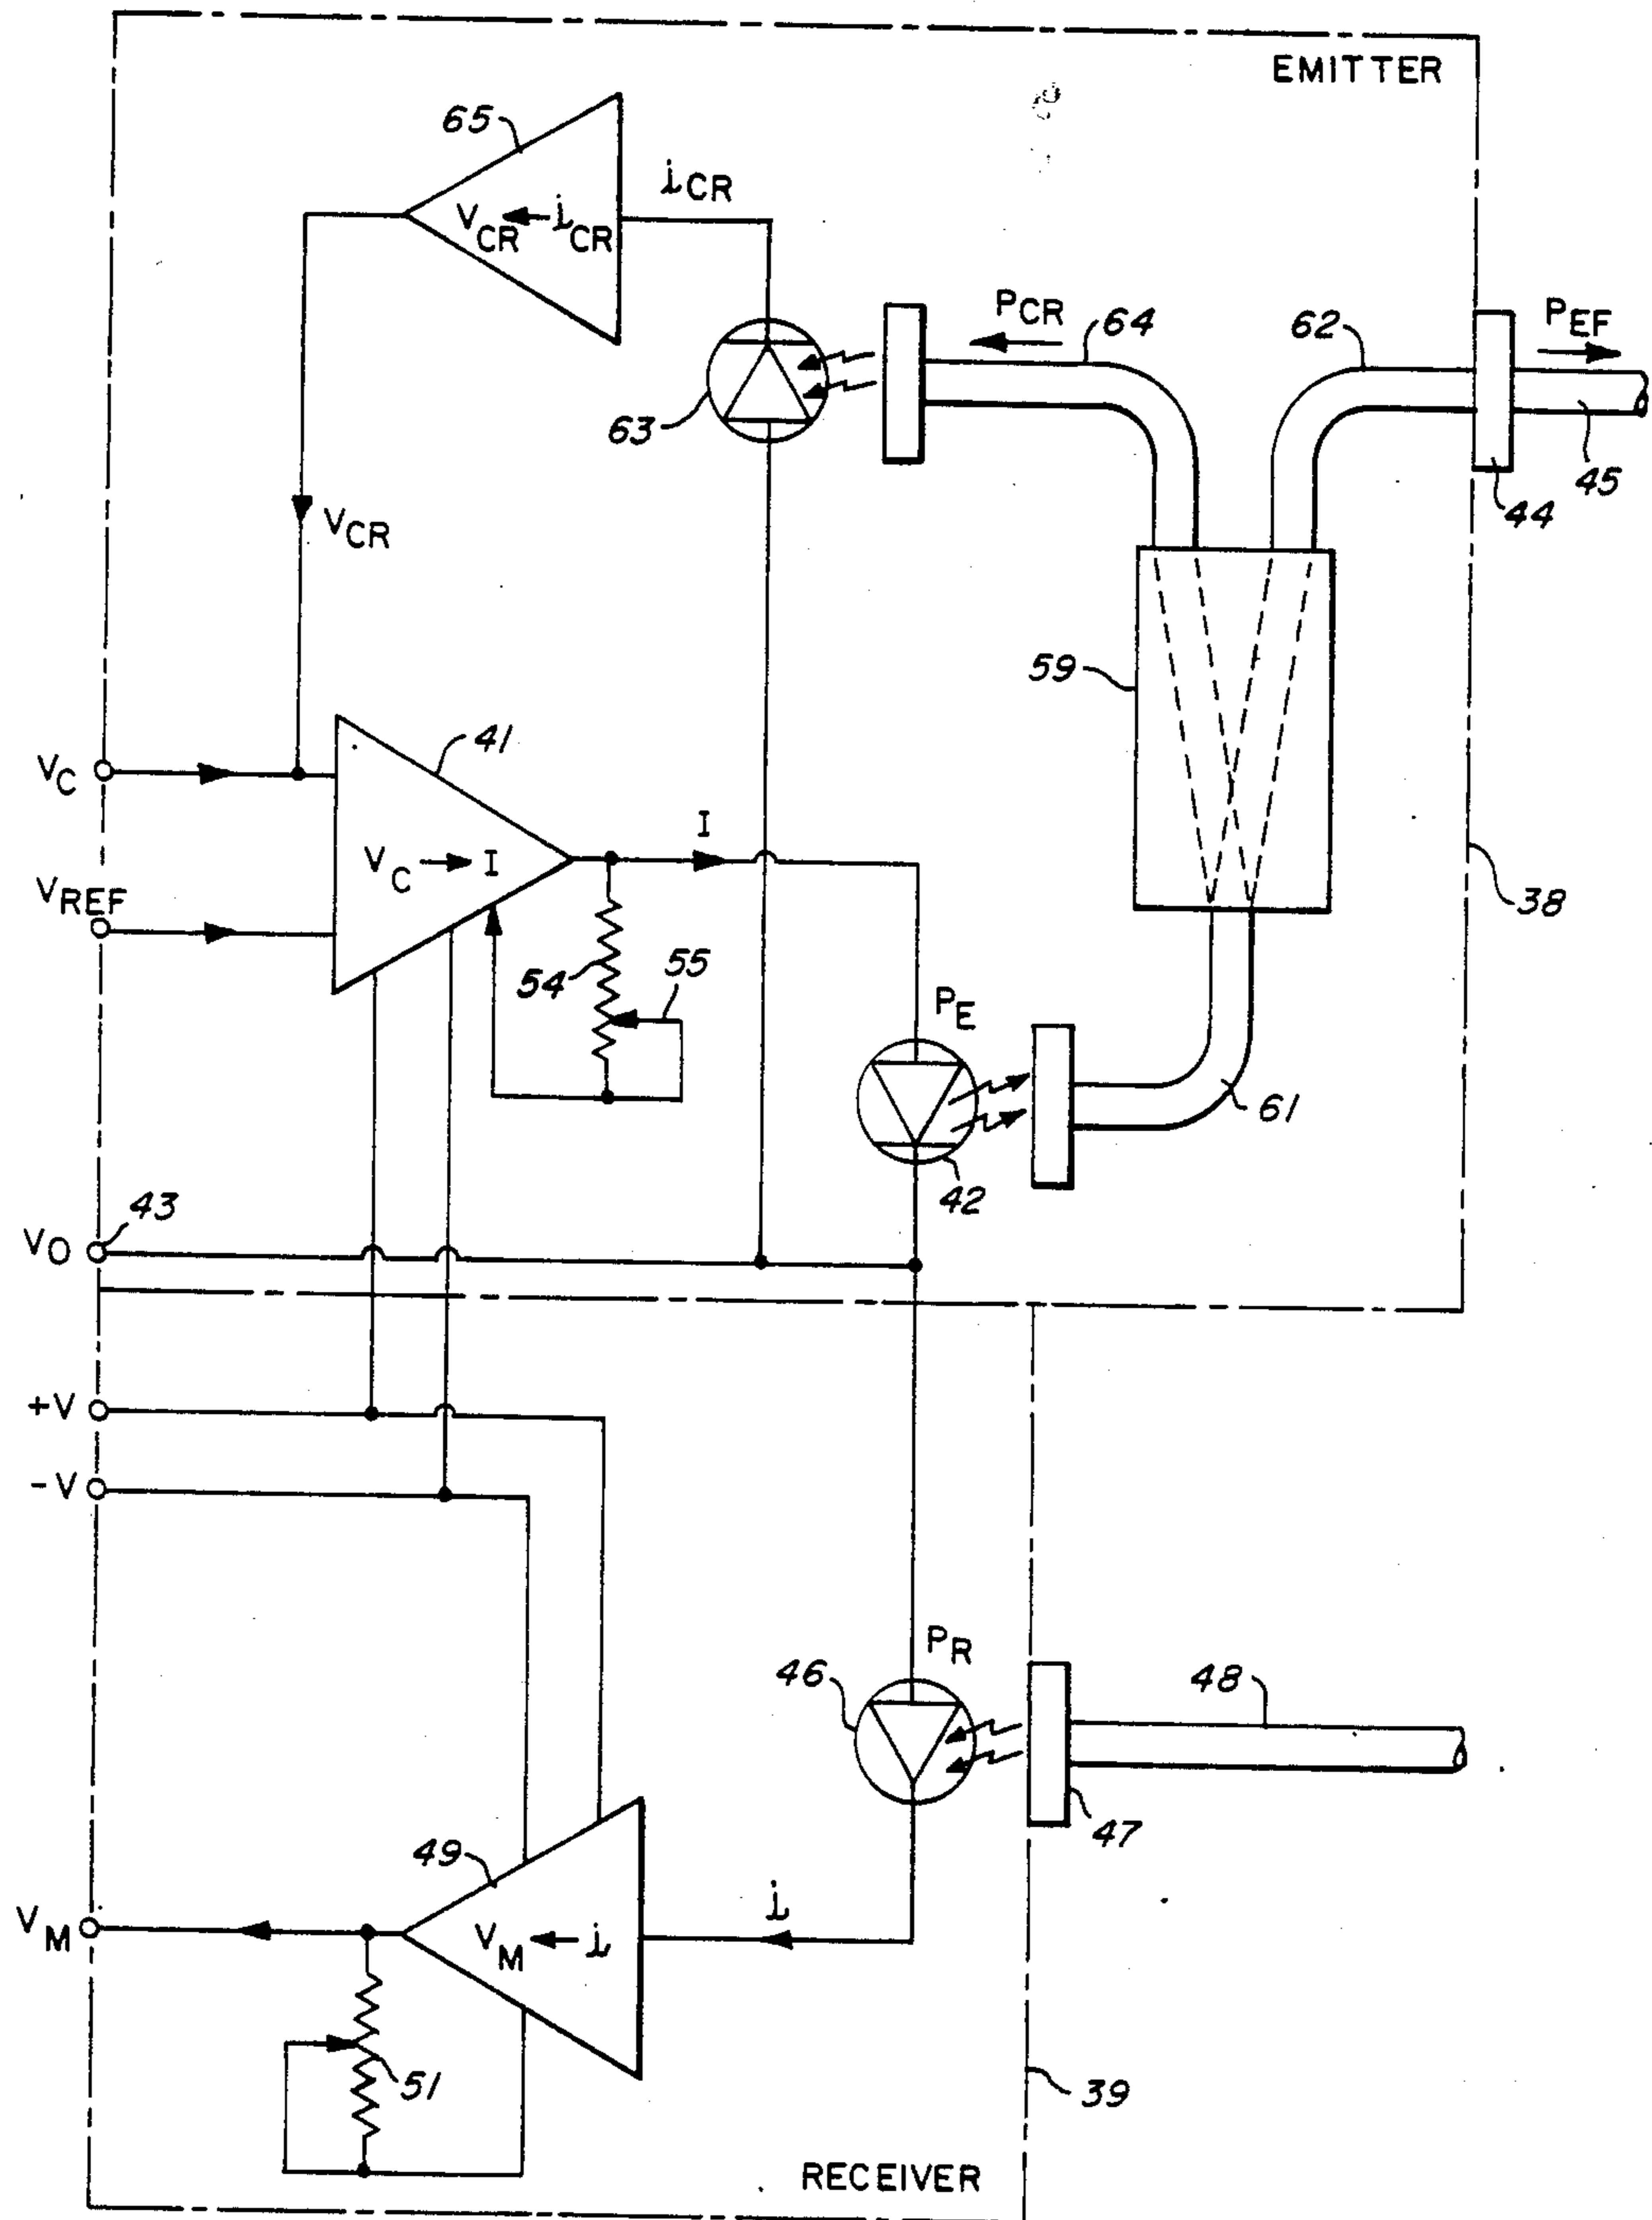 EMITTER
65
iCR
VCR ← iCR
PCR
64
62
PEF
63
45
44
VCR
59
41
VC
VC → I
I
VREF
38
54
55
PE
61
42
43
VO
+V
-V
PR
46
48
47
49
i
VM
VM ← i
51
39
RECEIVER